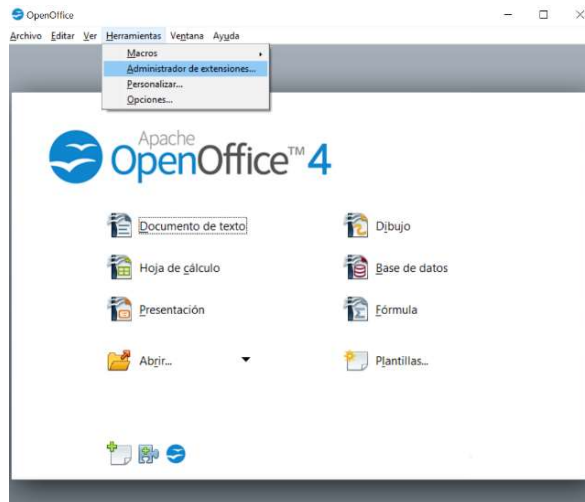 OpenOffice
Archivo Editar Ver Herramientas Ventana Ayuda
Macros
Administrador de extensiones...
Personalizar...
Opciones...
Apache
OpenOffice™ 4
Documento de texto
Dibujo
Hoja de cálculo
Base de datos
Presentación
Fórmula
Abrir...
Plantillas...